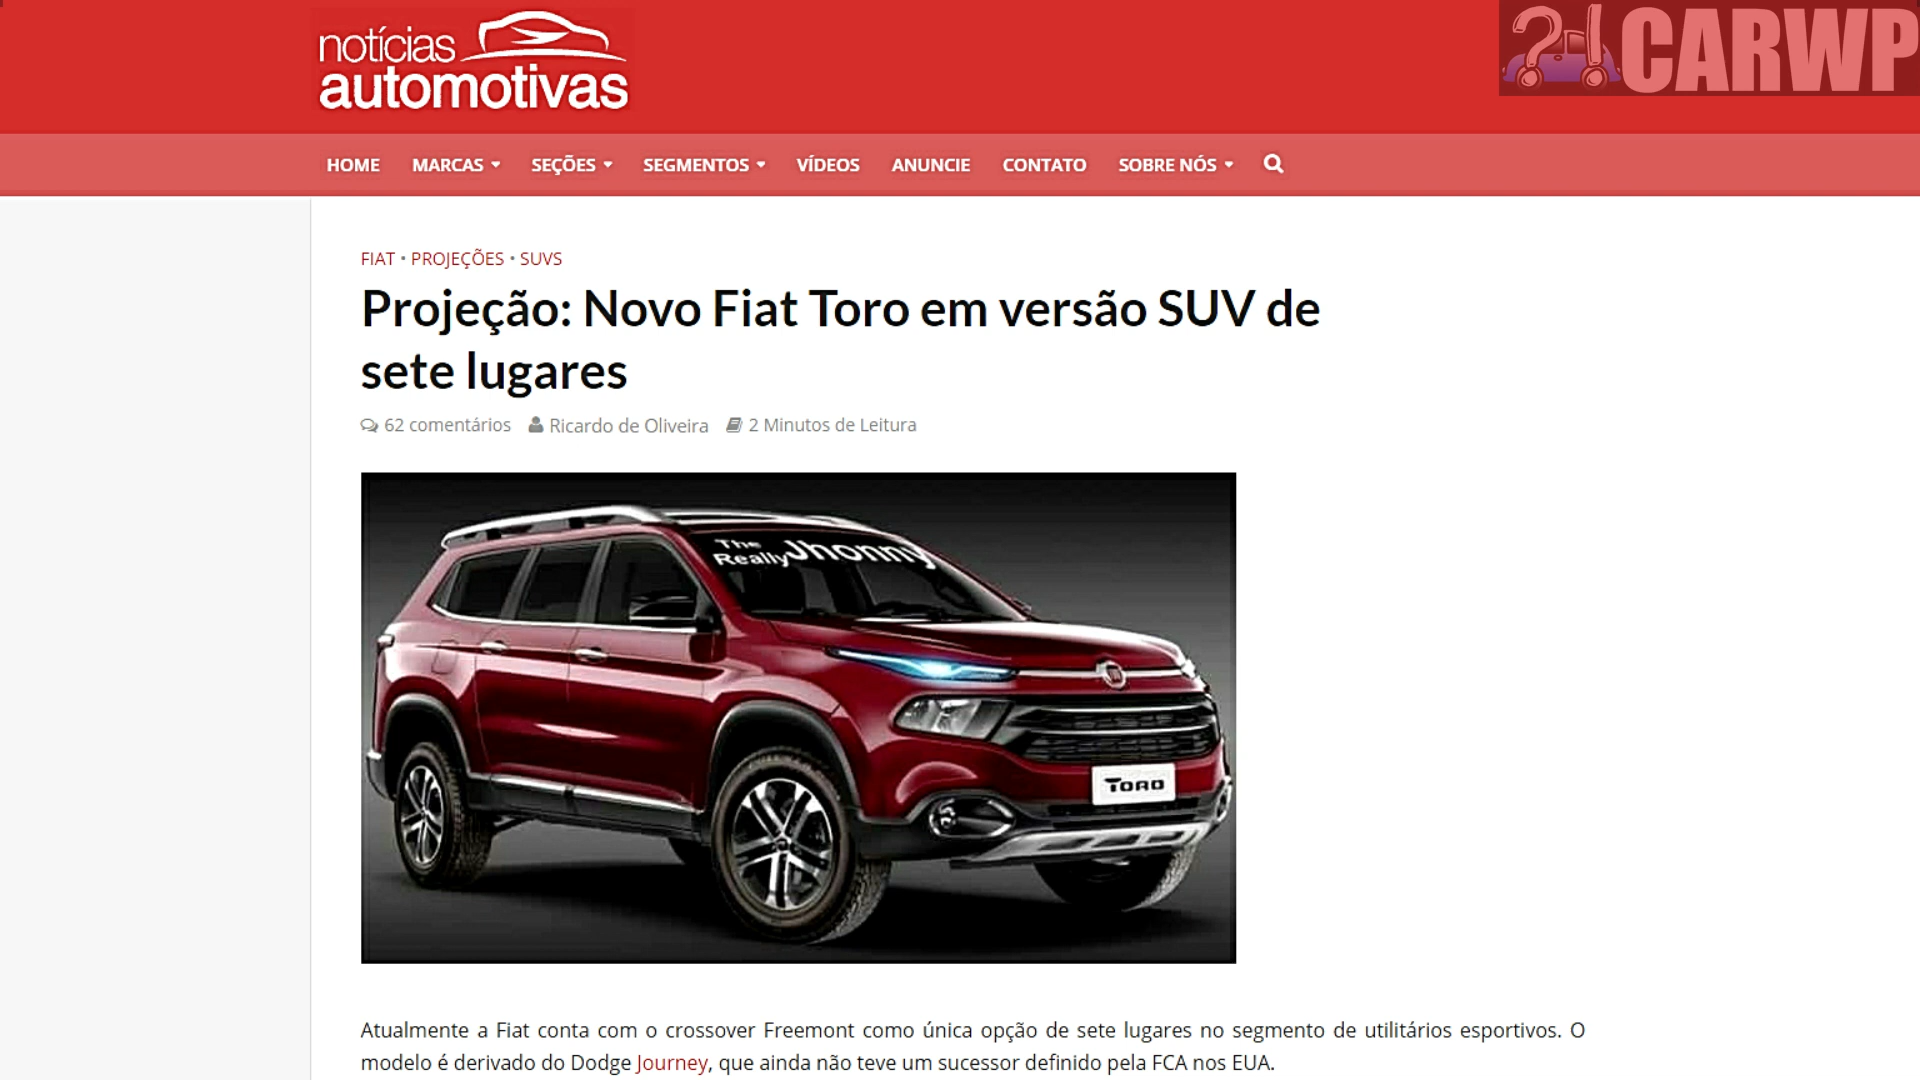 notícias
automotivas
CARWP
HOME MARCAS SEÇÕES SEGMENTOS VÍDEOS ANUNCIE CONTATO SOBRE NÓS
FIAT • PROJEÇÕES • SUVS
Projeção: Novo Fiat Toro em versão SUV de
sete lugares
62 comentários Ricardo de Oliveira 2 Minutos de Leitura
The
Really Jhonny
TORO
Atualmente a Fiat conta com o crossover Freemont como única opção de sete lugares no segmento de utilitários esportivos. O
modelo é derivado do Dodge Journey, que ainda não teve um sucessor definido pela FCA nos EUA.